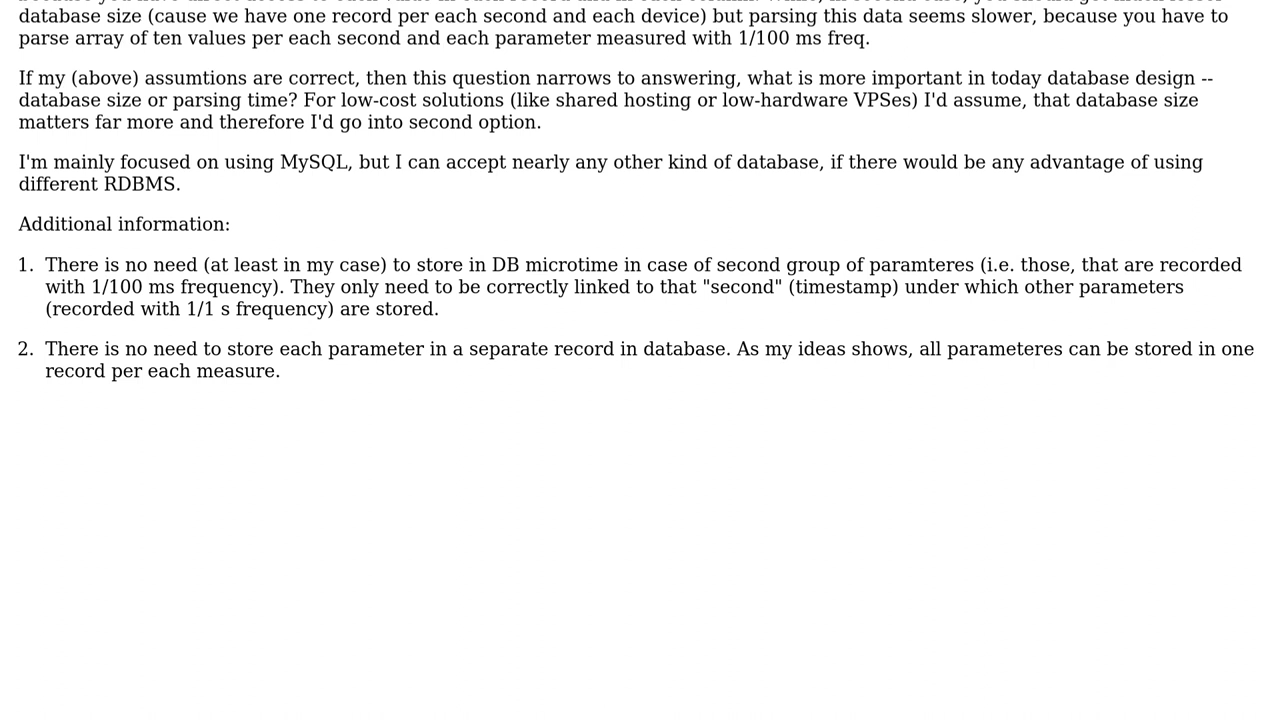 database size (cause we have one record per each second and each device) but parsing this data seems slower, because you have to
parse array of ten values per each second and each parameter measured with 1/100 ms freq.
If my (above) assumtions are correct, then this question narrows to answering, what is more important in today database design --
database size or parsing time? For low-cost solutions (like shared hosting or low-hardware VPSes) I'd assume, that database size
matters far more and therefore I'd go into second option.
I'm mainly focused on using MySQL, but I can accept nearly any other kind of database, if there would be any advantage of using
different RDBMS.
Additional information:
1. There is no need (at least in my case) to store in DB microtime in case of second group of paramteres (i.e. those, that are recorded
with 1/100 ms frequency). They only need to be correctly linked to that "second" (timestamp) under which other parameters
(recorded with 1/1 s frequency) are stored.
2. There is no need to store each parameter in a separate record in database. As my ideas shows, all parameteres can be stored in one
record per each measure.